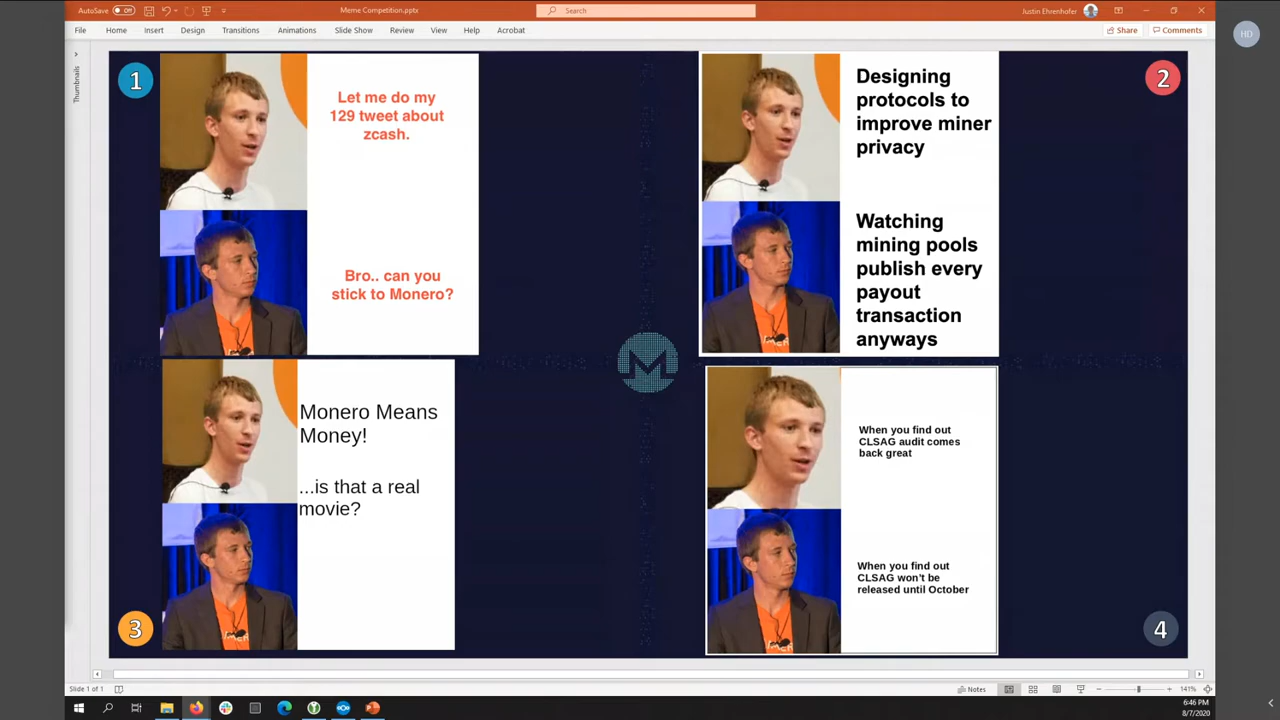 AutoSave Off
Meme Competition.pptx
Search
Justin Ehrenhofer
HD
File Home Insert Design Transitions Animations Slide Show Review View Help Acrobat
Share Comments
Thumbnails
1
Let me do my
129 tweet about
zcash.
Bro.. can you
stick to Monero?
2
Designing
protocols to
improve miner
privacy
Watching
mining pools
publish every
payout
transaction
anyways
3
Monero Means
Money!
...is that a real
movie?
4
When you find out
CLSAG audit comes
back great
When you find out
CLSAG won't be
released until October
Slide 1 of 1
Notes
141%
6:46 PM
8/7/2020